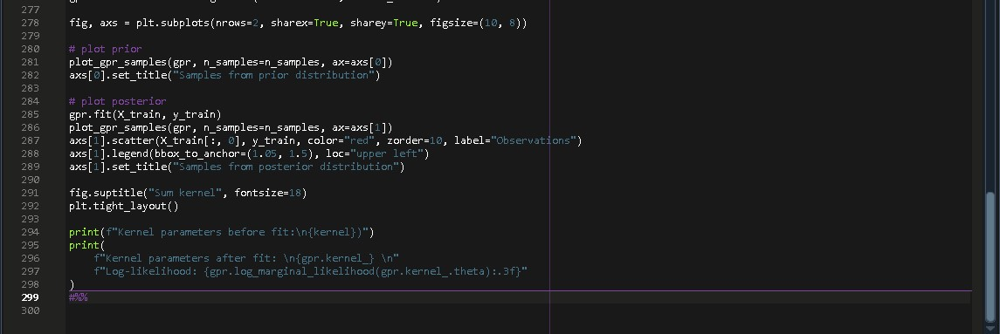 277
278 fig, axs = plt.subplots(nrows=2, sharex=True, sharey=True, figsize=(10, 8))
279
280 # plot prior
281 plot_gpr_samples(gpr, n_samples=n_samples, ax=axs[0])
282 axs[0].set_title("Samples from prior distribution")
283
284 # plot posterior
285 gpr.fit(X_train, y_train)
286 plot_gpr_samples(gpr, n_samples=n_samples, ax=axs[1])
287 axs[1].scatter(X_train[:, 0], y_train, color="red", zorder=10, label="Observations")
288 axs[1].legend(bbox_to_anchor=(1.05, 1.5), loc="upper left")
289 axs[1].set_title("Samples from posterior distribution")
290
291 fig.suptitle("Sum kernel", fontsize=18)
292 plt.tight_layout()
293
294 print(f"Kernel parameters before fit:\n{kernel})")
295 print(
296     f"Kernel parameters after fit: \n{gpr.kernel_} \n"
297     f"Log-likelihood: {gpr.log_marginal_likelihood(gpr.kernel_.theta):.3f}"
298 )
299 #%%
300